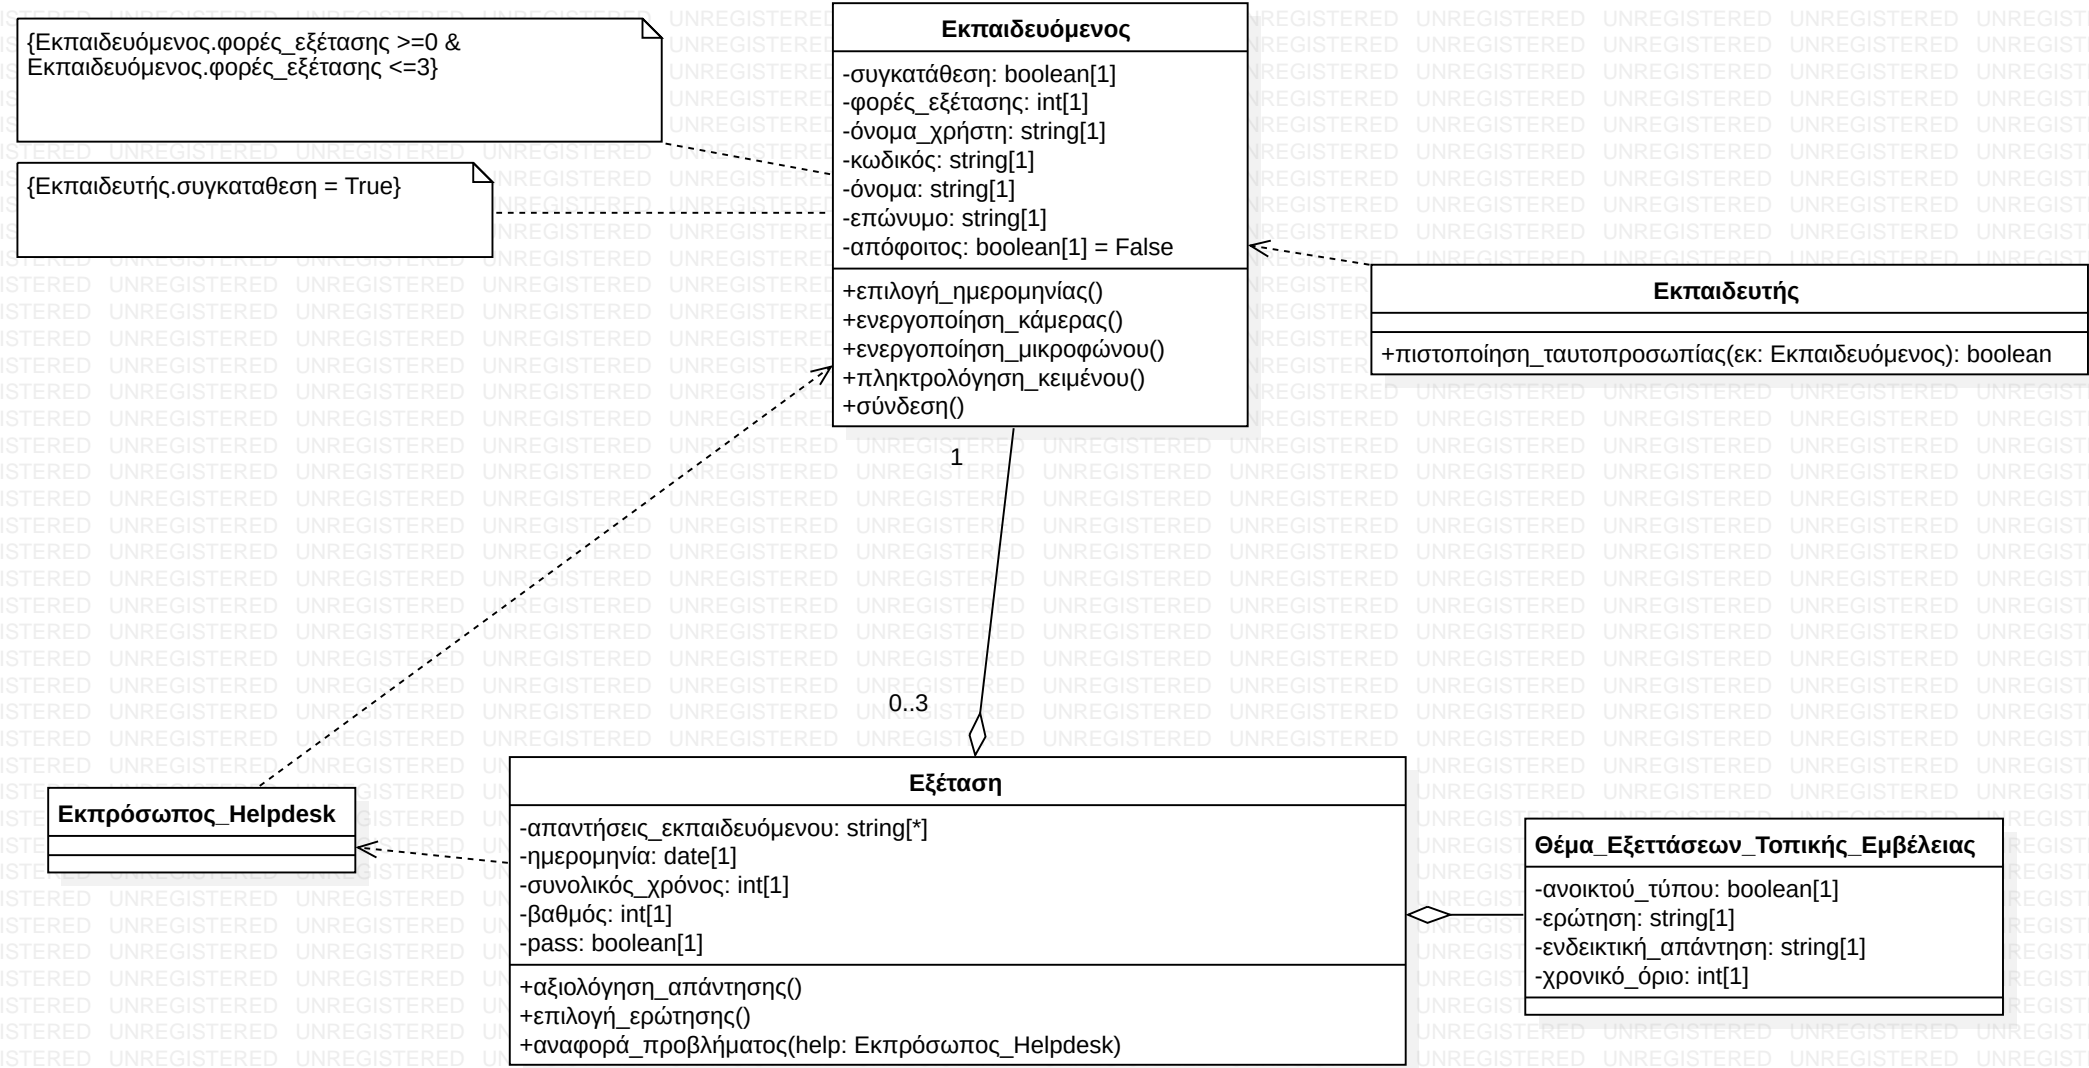 {Εκπαιδευόμενος.φορές_εξέτασης >=0 &
Εκπαιδευόμενος.φορές_εξέτασης <=3}
{Εκπαιδευτής.συγκαταθεση = True}
Εκπαιδευόμενος
-συγκατάθεση: boolean[1]
-φορές_εξέτασης: int[1]
-όνομα_χρήστη: string[1]
-κωδικός: string[1]
-όνομα: string[1]
-επώνυμο: string[1]
-απόφοιτος: boolean[1] = False
+επιλογή_ημερομηνίας()
+ενεργοποίηση_κάμερας()
+ενεργοποίηση_μικροφώνου()
+πληκτρολόγηση_κειμένου()
+σύνδεση()
Εκπαιδευτής
+πιστοποίηση_ταυτοπροσωπίας(εκ: Εκπαιδευόμενος): boolean
1
0..3
Εκπρόσωπος_Helpdesk
Εξέταση
-απαντήσεις_εκπαιδευόμενου: string[*]
-ημερομηνία: date[1]
-συνολικός_χρόνος: int[1]
-βαθμός: int[1]
-pass: boolean[1]
+αξιολόγηση_απάντησης()
+επιλογή_ερώτησης()
+αναφορά_προβλήματος(help: Εκπρόσωπος_Helpdesk)
Θέμα_Εξεττάσεων_Τοπικής_Εμβέλειας
-ανοικτού_τύπου: boolean[1]
-ερώτηση: string[1]
-ενδεικτική_απάντηση: string[1]
-χρονικό_όριο: int[1]
UNREGISTERED